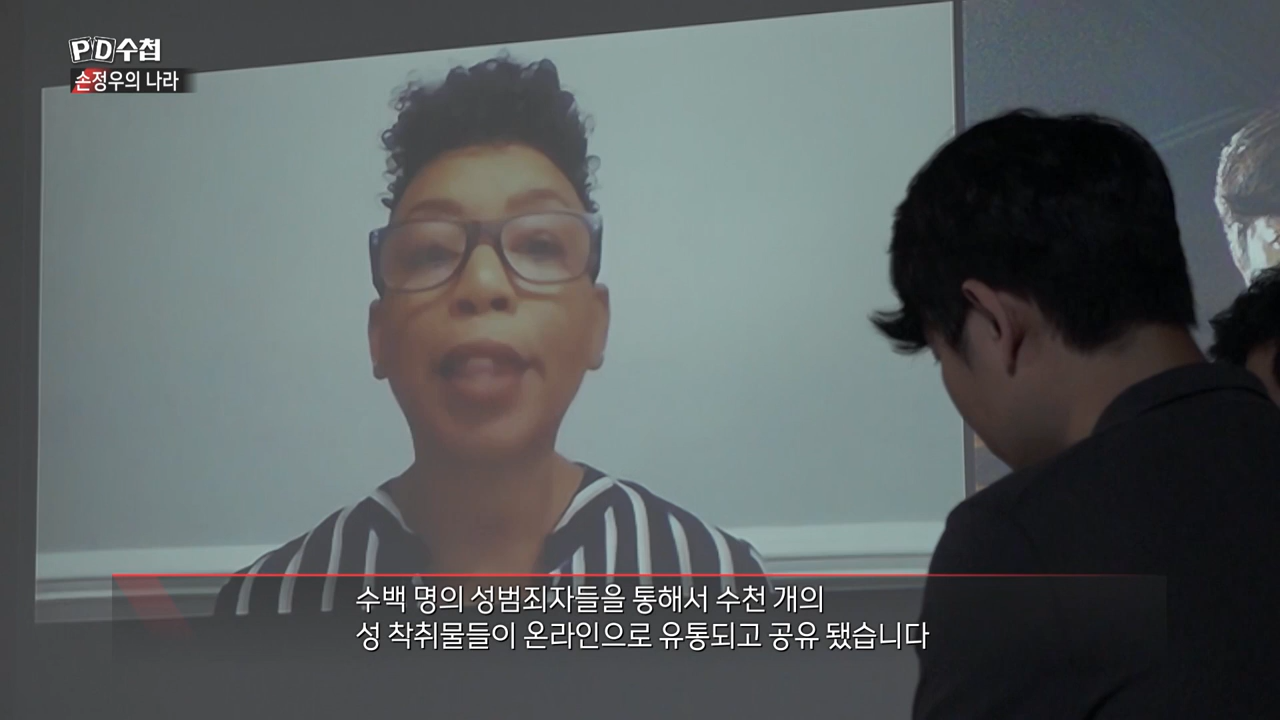 PD수첩
손정우의 나라
수백 명의 성범죄자들을 통해서 수천 개의
성 착취물들이 온라인으로 유통되고 공유 됐습니다